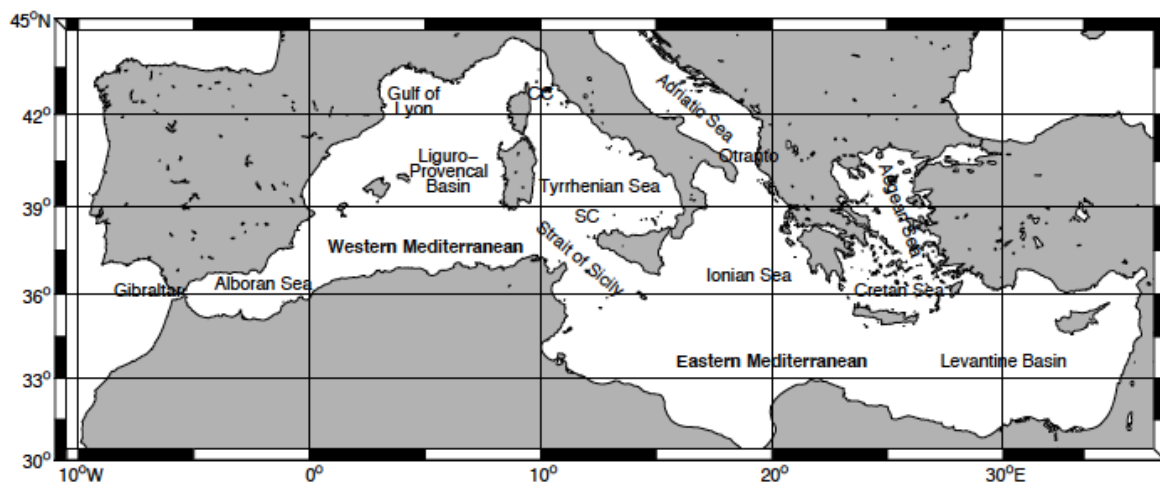 45°N
42°
39°
36°
33°
30°
10°W
0°
10°
20°
30°E
Gulf of
Lyon
CC
Adriatic Sea
Liguro–
Provencal
Basin
Otranto
Tyrrhenian Sea
Aegean Sea
SC
Western Mediterranean
Strait of Sicily
Ionian Sea
Gibraltar
Alboran Sea
Cretan Sea
Eastern Mediterranean
Levantine Basin